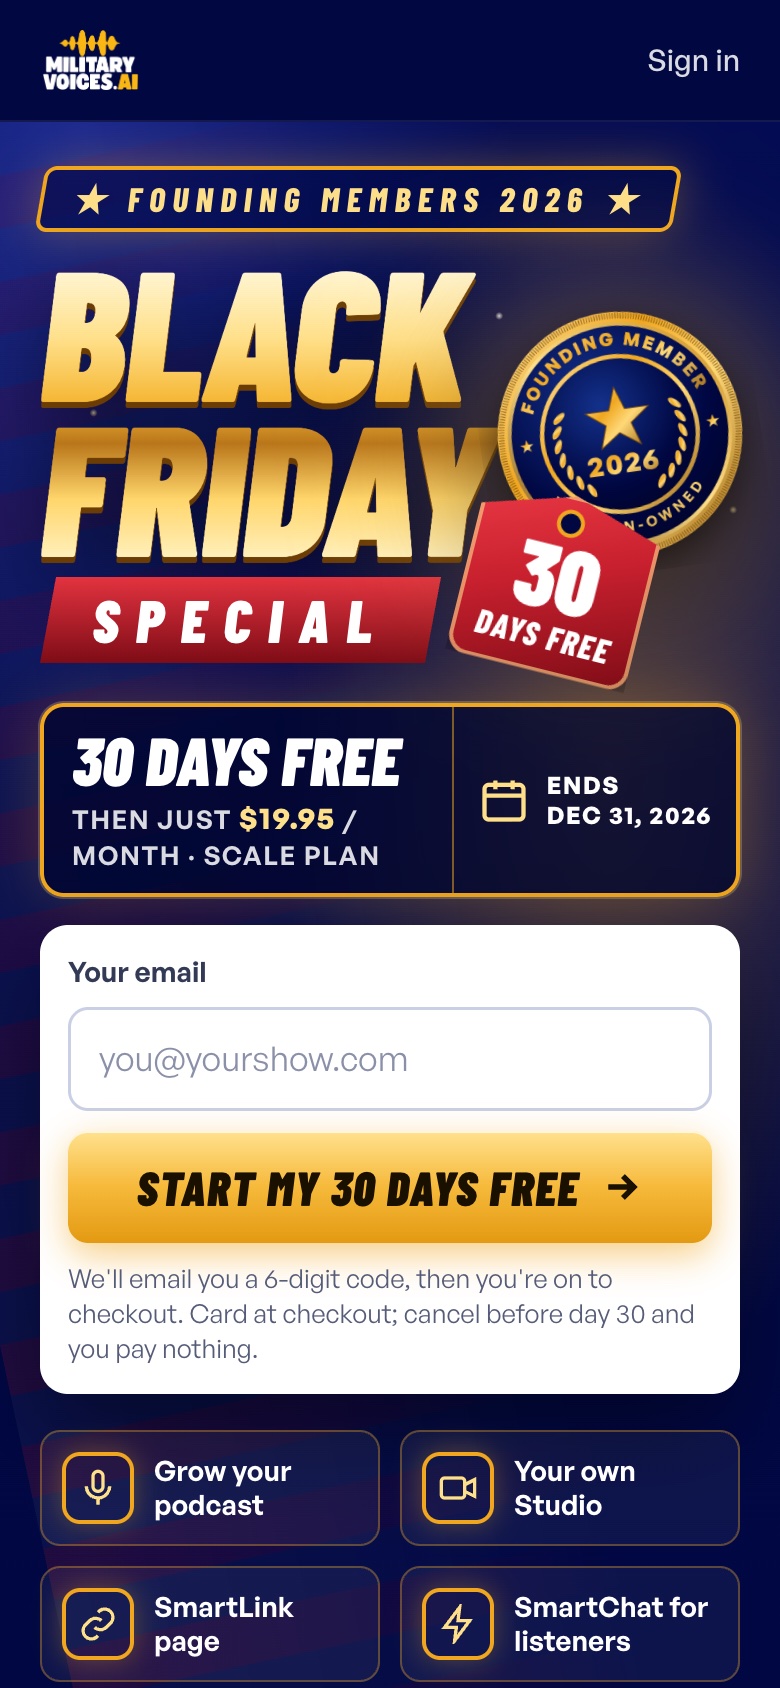 MILITARY
VOICES.AI
Sign in
★ FOUNDING MEMBERS 2026 ★
BLACK
FRIDAY
SPECIAL
FOUNDING MEMBER
2026
N-OWNED
30
DAYS FREE
30 DAYS FREE
THEN JUST $19.95 /
MONTH · SCALE PLAN
ENDS
DEC 31, 2026
Your email
you@yourshow.com
START MY 30 DAYS FREE →
We'll email you a 6-digit code, then you're on to
checkout. Card at checkout; cancel before day 30 and
you pay nothing.
Grow your
podcast
Your own
Studio
SmartLink
page
SmartChat for
listeners